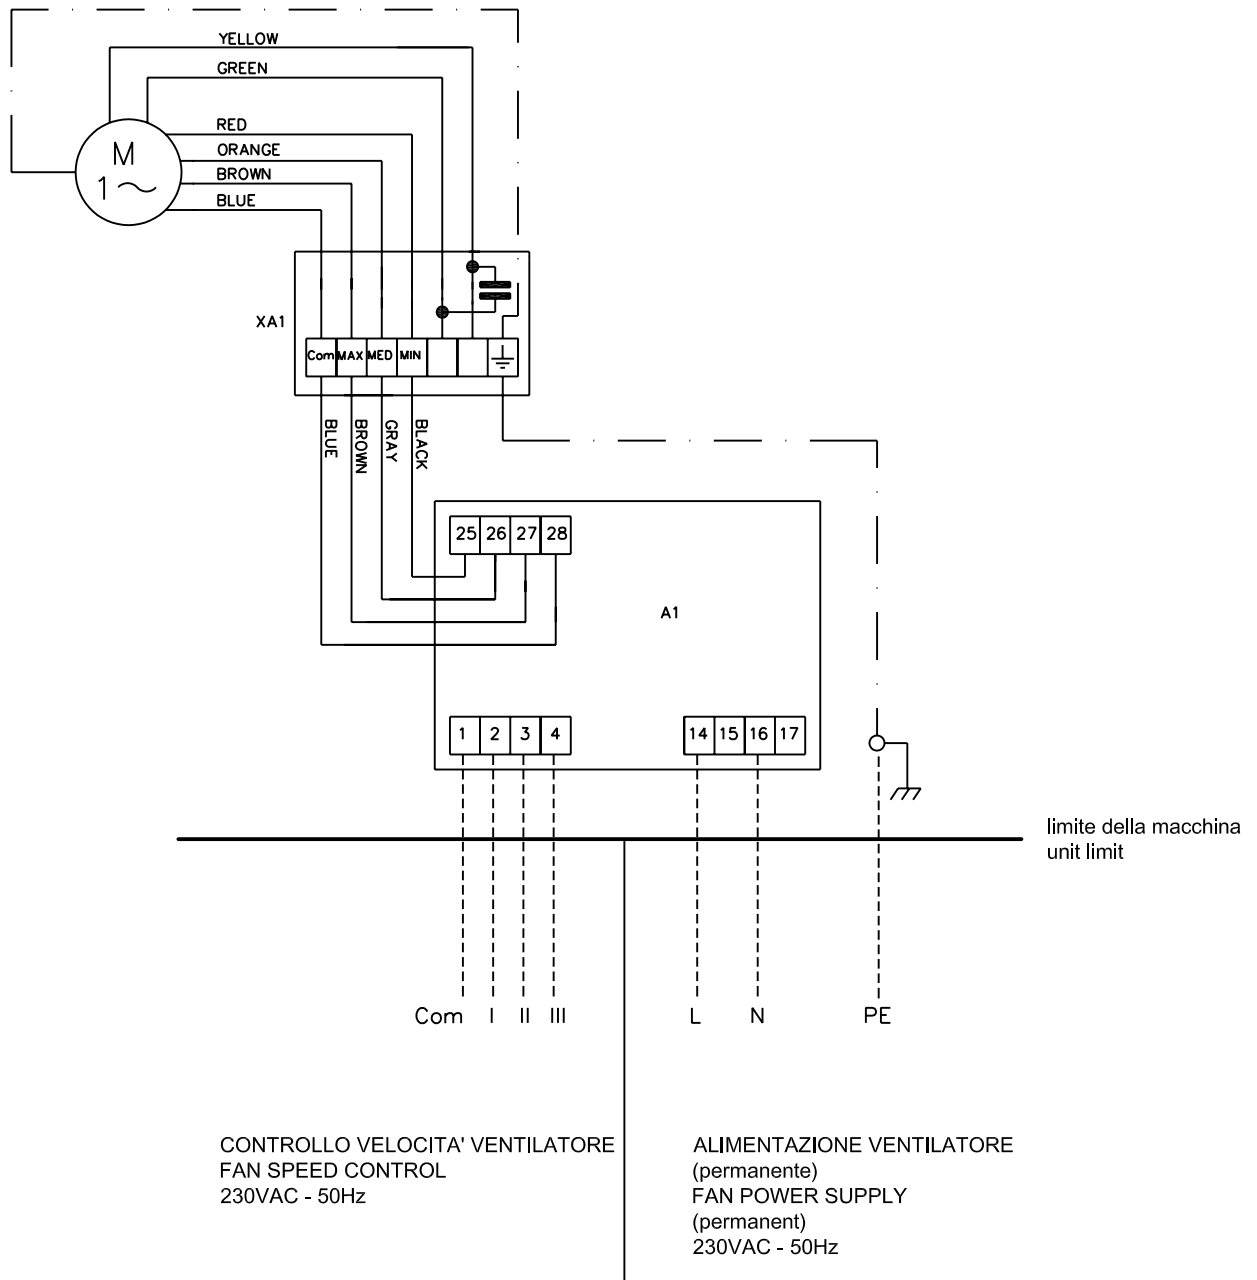 YELLOW
GREEN
RED
ORANGE
BROWN
BLUE
M
1~
XA1
Com MAX MED MIN
BLUE BROWN GRAY BLACK
25 26 27 28
A1
1 2 3 4 14 15 16 17
limite della macchina
unit limit
Com I II III L N PE
CONTROLLO VELOCITA' VENTILATORE
FAN SPEED CONTROL
230VAC - 50Hz
ALIMENTAZIONE VENTILATORE
(permanente)
FAN POWER SUPPLY
(permanent)
230VAC - 50Hz